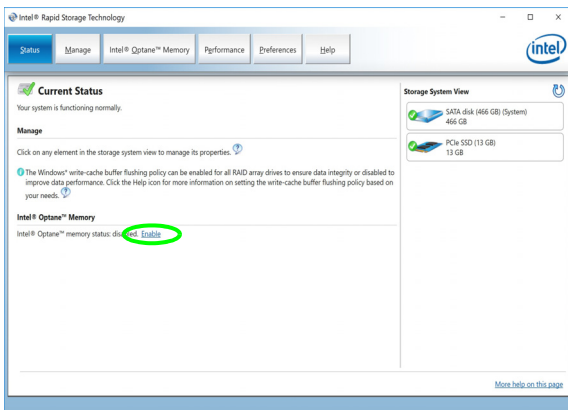 Intel® Rapid Storage Technology
Status Manage Intel® Optane™ Memory Performance Preferences Help
intel
Current Status
Your system is functioning normally.
Manage
Click on any element in the storage system view to manage its properties.
The Windows* write-cache buffer flushing policy can be enabled for all RAID array drives to ensure data integrity or disabled to
improve data performance. Click the Help icon for more information on setting the write-cache buffer flushing policy based on
your needs.
Intel® Optane™ Memory
Intel® Optane™ memory status: disabled. Enable
Storage System View
SATA disk (466 GB) (System)
466 GB
PCIe SSD (13 GB)
13 GB
More help on this page